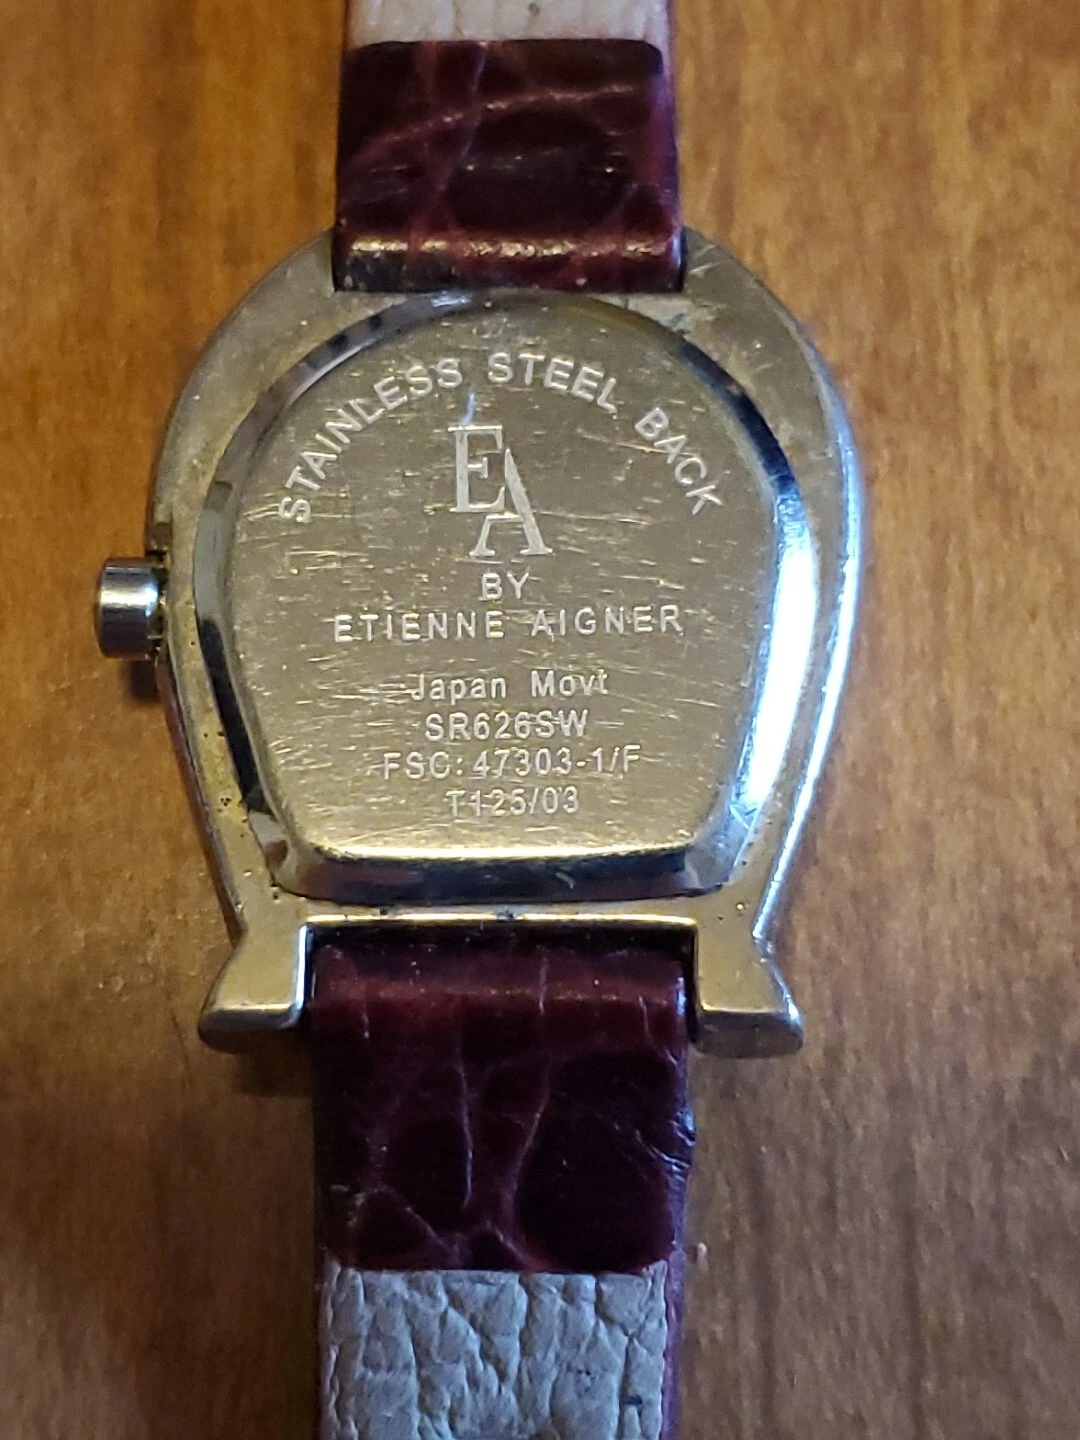 STAINLESS STEEL BACK
EA
BY
ETIENNE AIGNER
Japan Movt
SR626SW
FSC: 47303-1/F
T125/03